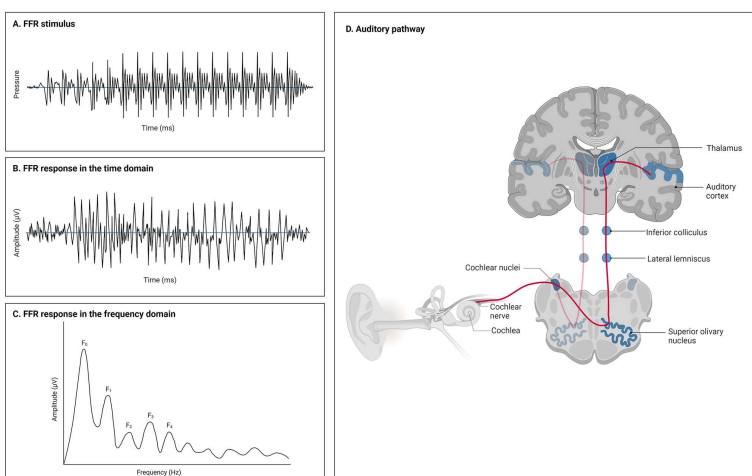 A. FFR stimulus
Pressure
Time (ms)
B. FFR response in the time domain
Amplitude (μV)
Time (ms)
C. FFR response in the frequency domain
Amplitude (μV)
F₀
F₁
F₂
F₃
F₄
Frequency (Hz)
D. Auditory pathway
Thalamus
Auditory
cortex
Inferior colliculus
Lateral lemniscus
Cochlear nuclei
Cochlear
nerve
Cochlea
Superior olivary
nucleus